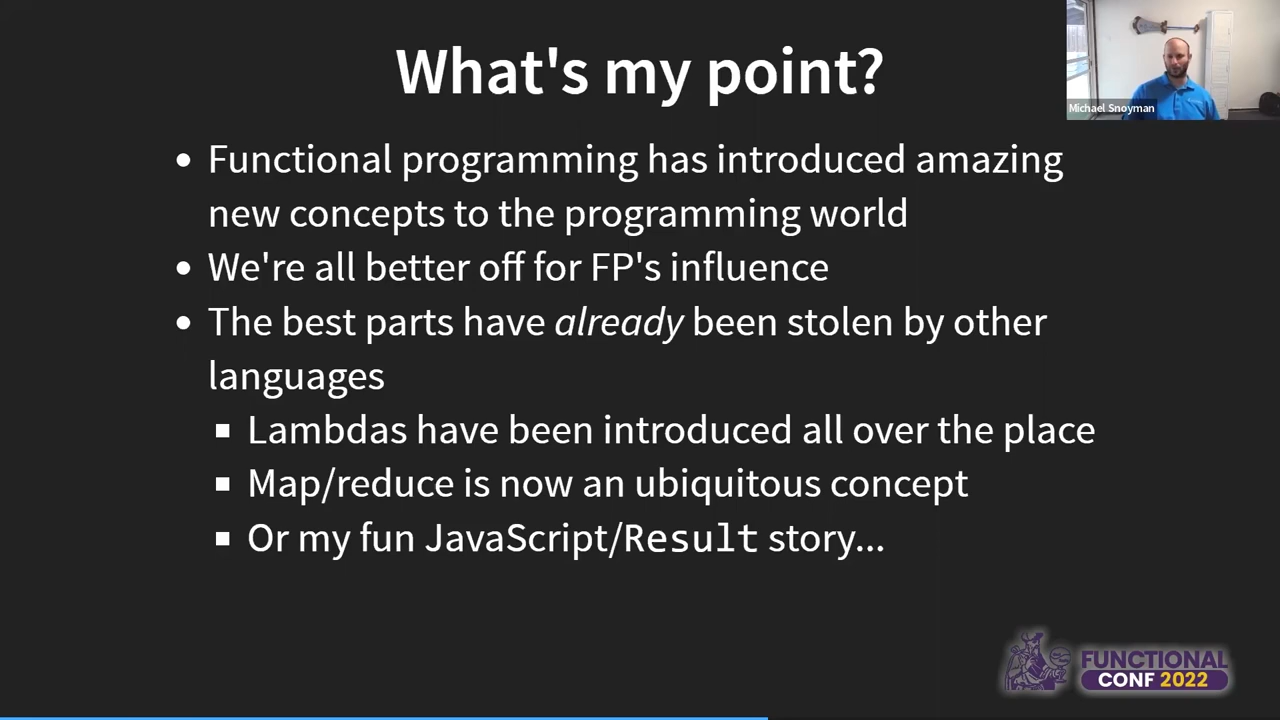 What's my point?
Michael Snoyman
• Functional programming has introduced amazing
new concepts to the programming world
• We're all better off for FP's influence
• The best parts have already been stolen by other
languages
▪ Lambdas have been introduced all over the place
▪ Map/reduce is now an ubiquitous concept
▪ Or my fun JavaScript/Result story...
FUNCTIONAL
CONF 2022